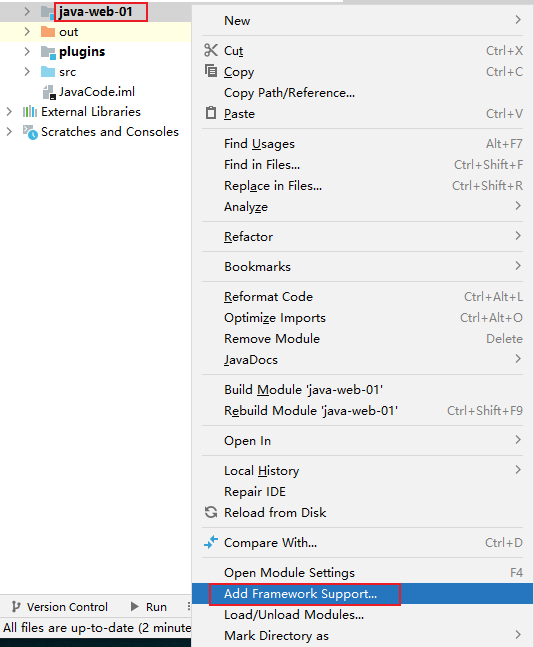 java-web-01
out
plugins
src
JavaCode.iml
External Libraries
Scratches and Consoles
New
Cut Ctrl+X
Copy Ctrl+C
Copy Path/Reference...
Paste Ctrl+V
Find Usages Alt+F7
Find in Files... Ctrl+Shift+F
Replace in Files... Ctrl+Shift+R
Analyze
Refactor
Bookmarks
Reformat Code Ctrl+Alt+L
Optimize Imports Ctrl+Alt+O
Remove Module Delete
JavaDocs
Build Module 'java-web-01'
Rebuild Module 'java-web-01' Ctrl+Shift+F9
Open In
Local History
Repair IDE
Reload from Disk
Compare With... Ctrl+D
Open Module Settings F4
Add Framework Support...
Load/Unload Modules...
Mark Directory as
Version Control Run
All files are up-to-date (2 minute